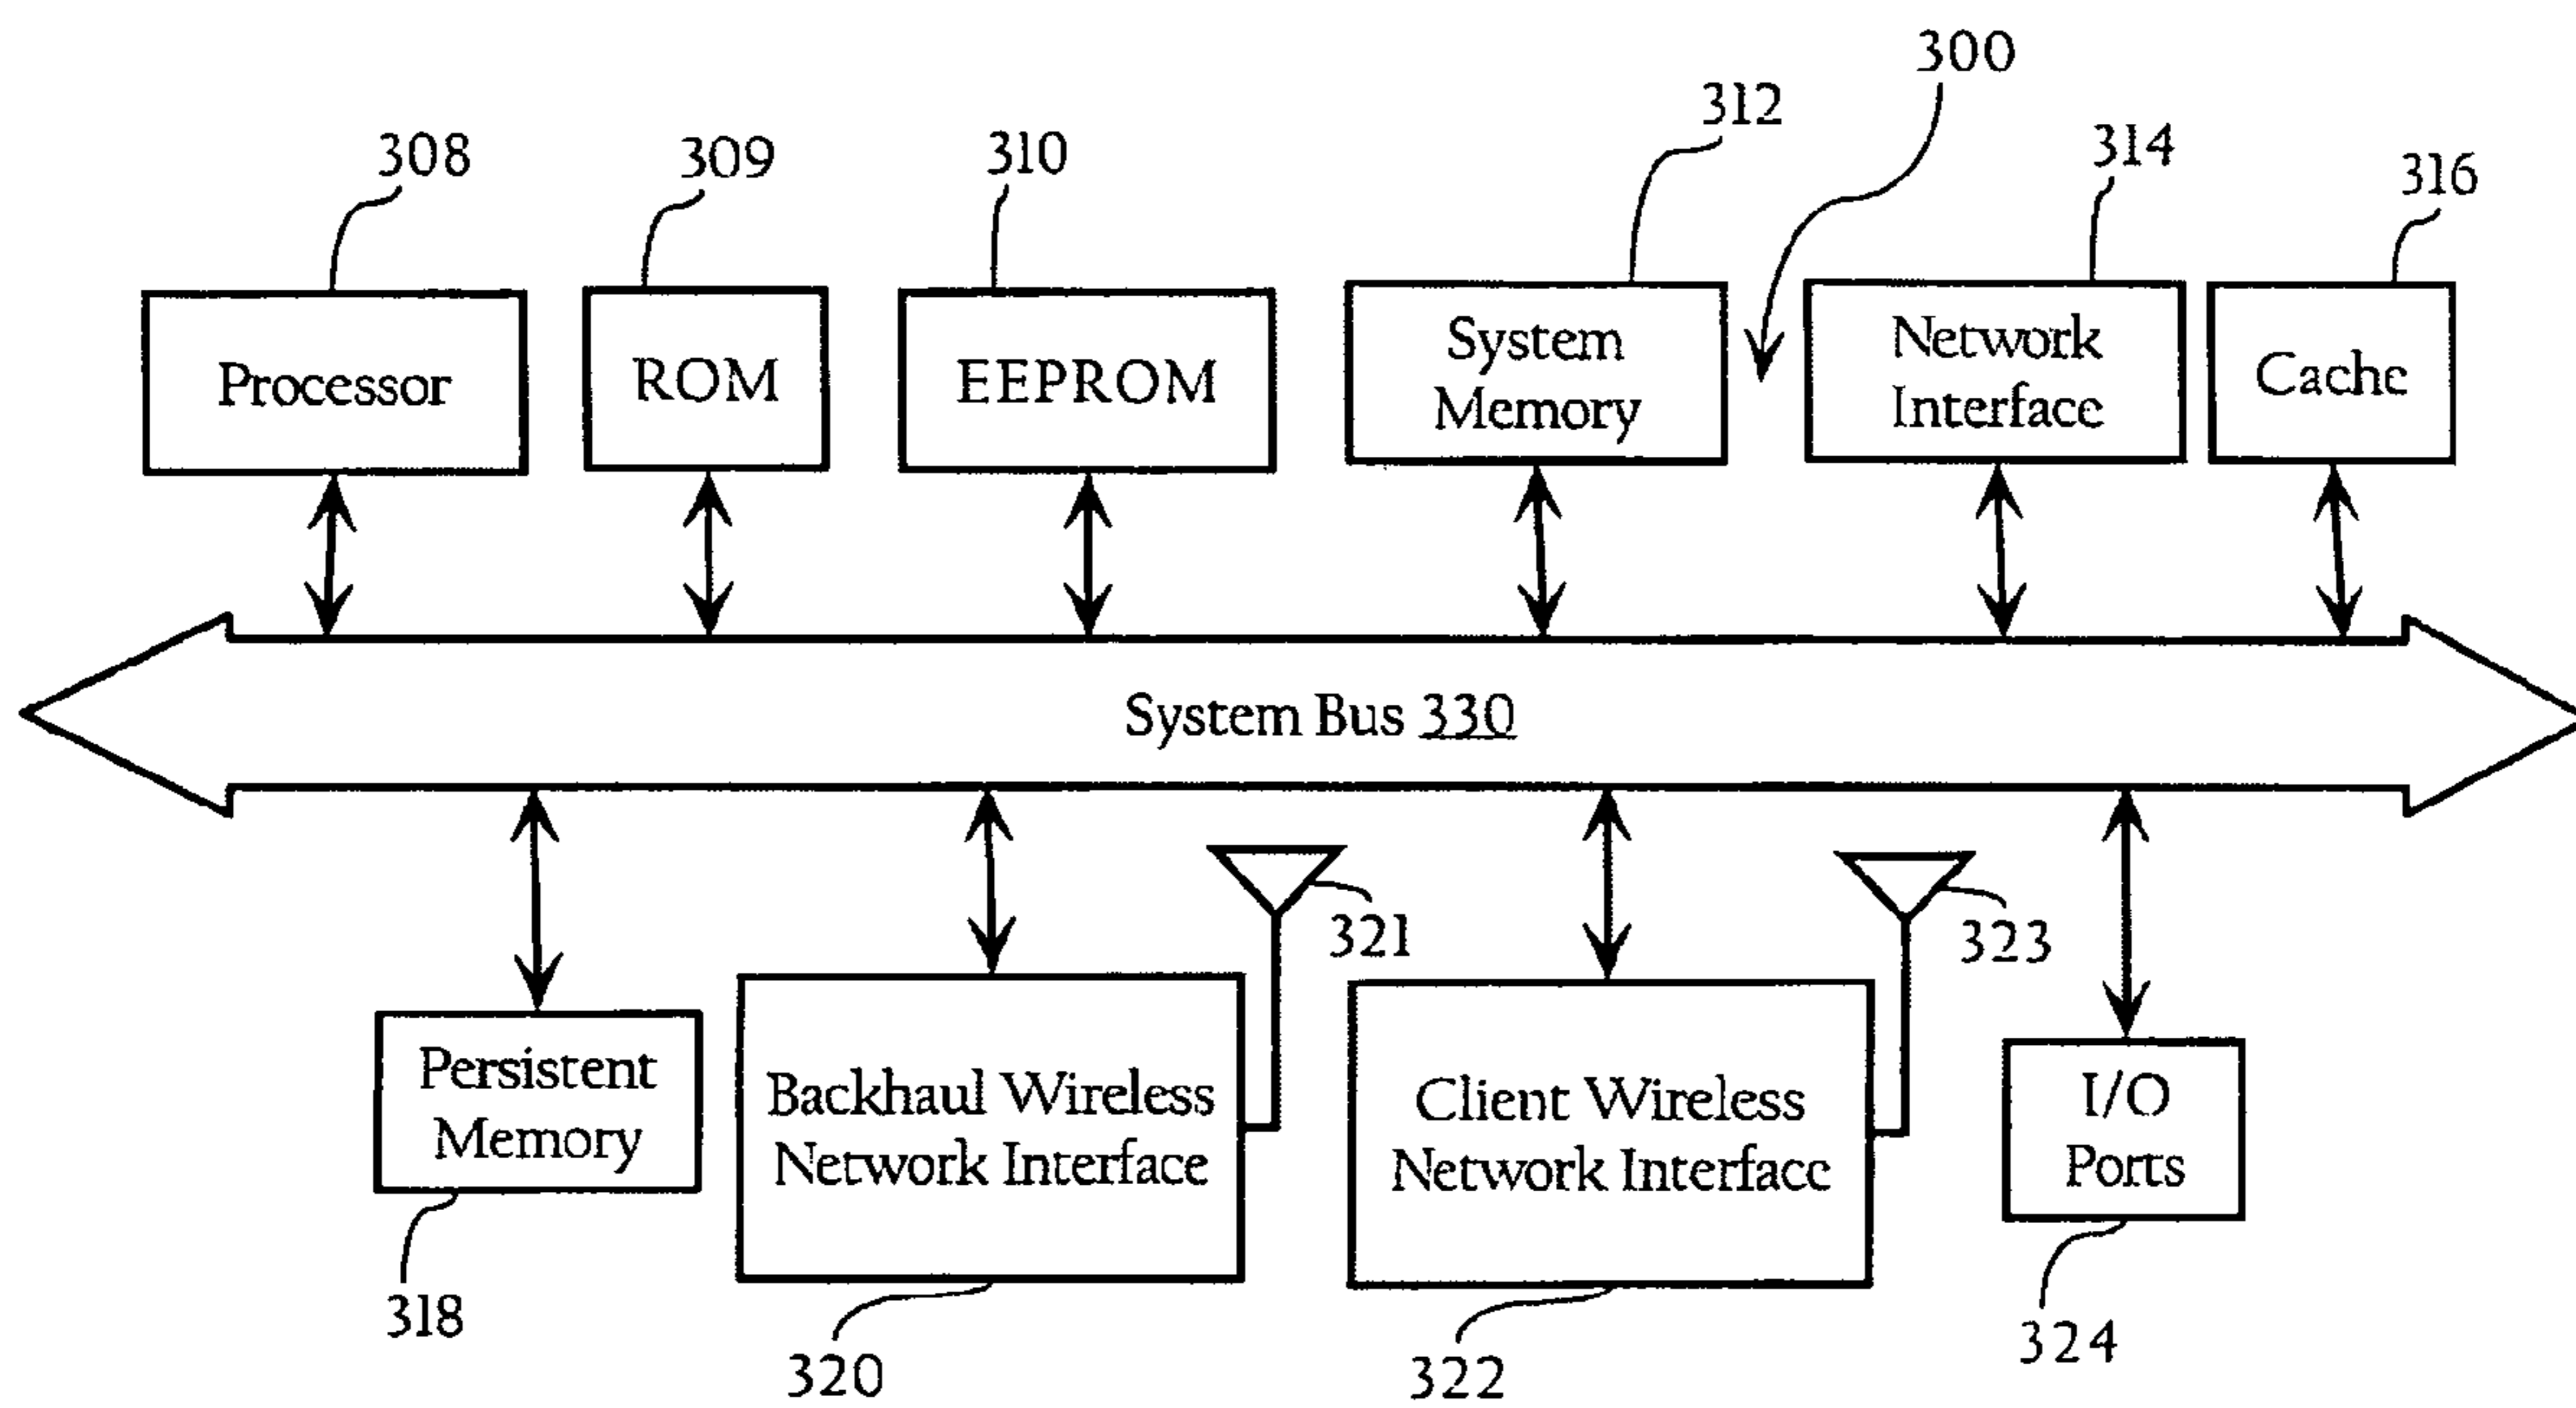 300
312
308
309
310
314
316
Processor
ROM
EEPROM
System
Memory
Network
Interface
Cache
System Bus 330
321
323
Persistent
Memory
Backhaul Wireless
Network Interface
Client Wireless
Network Interface
I/O
Ports
318
320
322
324